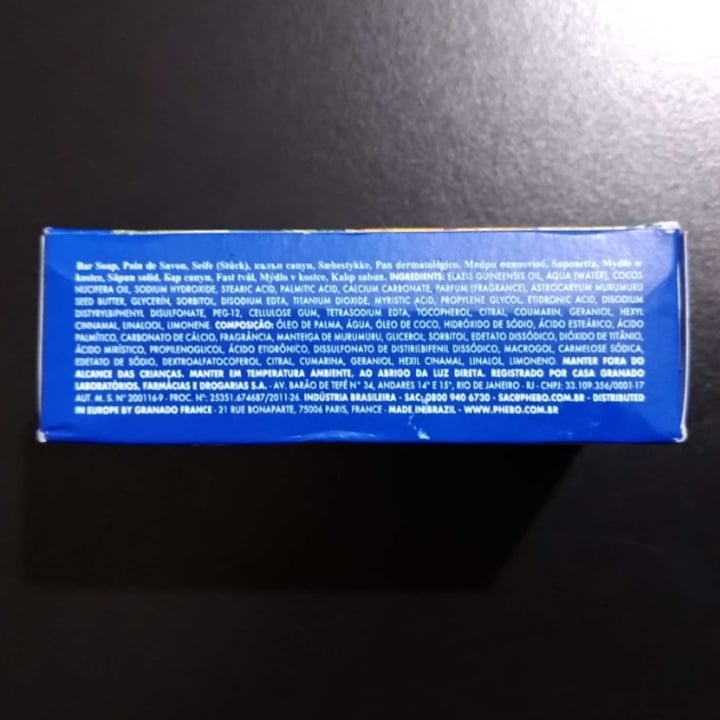 Bar Soap, Pain de Savon, Seife (Stück), калъп сапун, Sæbestykke, Pan dermatológico, Μπάρα σαπουνιού, Saponetta, Mydło w
kostce, Săpun solid, Бар сапун, Fast tvål, Mýdlo v kostce, Kalıp sabun. INGREDIENTS: ELAEIS GUINEENSIS OIL, AQUA (WATER), COCOS
NUCIFERA OIL, SODIUM HYDROXIDE, STEARIC ACID, PALMITIC ACID, CALCIUM CARBONATE, PARFUM (FRAGRANCE), ASTROCARYUM MURUMURU
SEED BUTTER, GLYCERIN, SORBITOL, DISODIUM EDTA, TITANIUM DIOXIDE, MYRISTIC ACID, PROPYLENE GLYCOL, ETIDRONIC ACID, DISODIUM
DISTYRYLBIPHENYL DISULFONATE, PEG-12, CELLULOSE GUM, TETRASODIUM EDTA, TOCOPHEROL, CITRAL, COUMARIN, GERANIOL, HEXYL
CINNAMAL, LINALOOL, LIMONENE. COMPOSIÇÃO: ÓLEO DE PALMA, ÁGUA, ÓLEO DE COCO, HIDRÓXIDO DE SÓDIO, ÁCIDO ESTEÁRICO, ÁCIDO
PALMÍTICO, CARBONATO DE CÁLCIO, FRAGRÂNCIA, MANTEIGA DE MURUMURU, GLICEROL, SORBITOL, EDETATO DISSÓDICO, DIÓXIDO DE TITÂNIO,
ÁCIDO MIRÍSTICO, PROPILENOGLICOL, ÁCIDO ETIDRÔNICO, DISSULFONATO DE DISTIRILBIFENIL DISSÓDICO, MACROGOL, CARMELOSE SÓDICA,
EDETATO DE SÓDIO, DEXTROALFATOCOFEROL, CITRAL, CUMARINA, GERANIOL, HEXIL CINAMAL, LINALOL, LIMONENO. MANTER FORA DO
ALCANCE DAS CRIANÇAS. MANTER EM TEMPERATURA AMBIENTE, AO ABRIGO DA LUZ DIRETA. REGISTRADO POR CASA GRANADO
LABORATÓRIOS, FARMÁCIAS E DROGARIAS S.A. - AV. BARÃO DE TEFÉ Nº 34, ANDARES 14º E 15º, RIO DE JANEIRO - RJ - CNPJ: 33.109.356/0001-17
AUT. M. S. Nº 200116-9 - PROC. Nº: 25351.674687/2011-26. INDÚSTRIA BRASILEIRA - SAC: 0800 940 6730 - SAC@PHEBO.COM.BR - DISTRIBUTED
IN EUROPE BY GRANADO FRANCE - 21 RUE BONAPARTE, 75006 PARIS, FRANCE - MADE IN BRAZIL - WWW.PHEBO.COM.BR